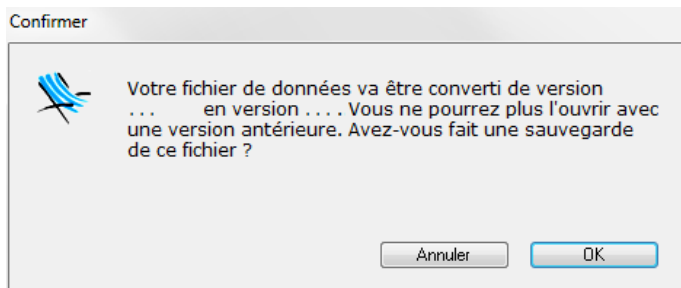 Confirmer
Votre fichier de données va être converti de version
... en version .... Vous ne pourrez plus l'ouvrir avec
une version antérieure. Avez-vous fait une sauvegarde
de ce fichier ?
Annuler
OK